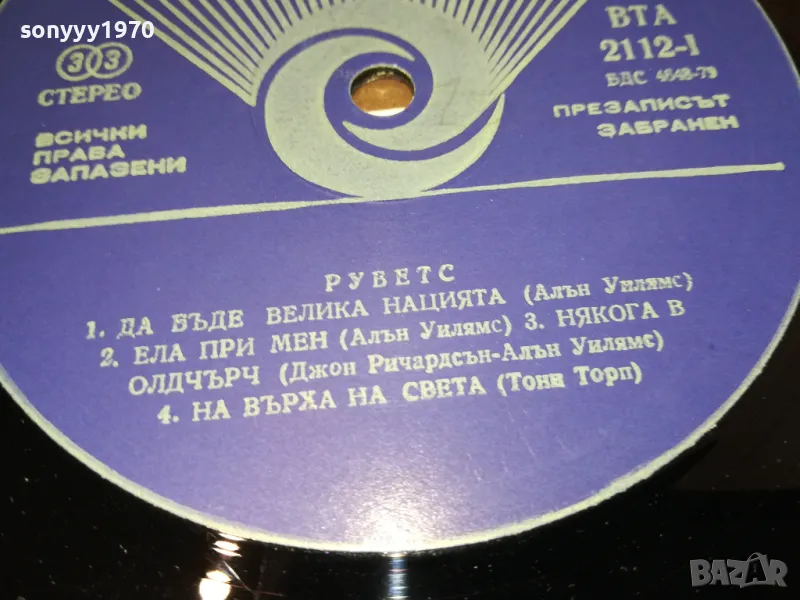 sonyyy1970
33
СТЕРЕО
ВСИЧКИ
ПРАВА
ЗАПАЗЕНИ
ВТА
2112-I
БДС 4848-79
ПРЕЗАПИСЪТ
ЗАБРАНЕН
РУБЕТС
1. ДА БЪДЕ ВЕЛИКА НАЦИЯТА (Алън Уилямс)
2. ЕЛА ПРИ МЕН (Алън Уилямс) 3. НЯКОГА В
ОЛДЧЪРЧ (Джон Ричардсън-Алън Уилямс)
4. НА ВЪРХА НА СВЕТА (Тони Торп)
BAZAR